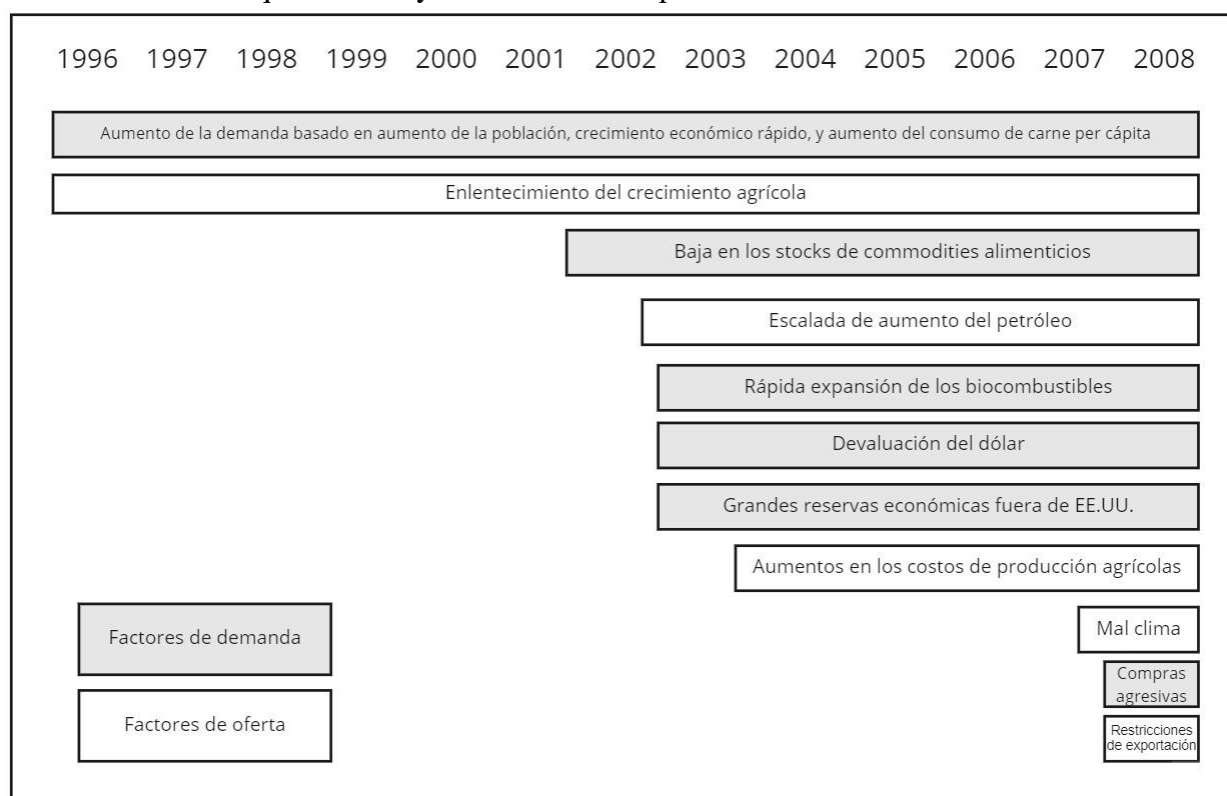 1996 1997 1998 1999 2000 2001 2002 2003 2004 2005 2006 2007 2008
Aumento de la demanda basado en aumento de la población, crecimiento económico rápido, y aumento del consumo de carne per cápita
Enlentecimiento del crecimiento agrícola
Baja en los stocks de commodities alimenticios
Escalada de aumento del petróleo
Rápida expansión de los biocombustibles
Devaluación del dólar
Grandes reservas económicas fuera de EE.UU.
Aumentos en los costos de producción agrícolas
Mal clima
Compras
agresivas
Restricciones
de exportación
Factores de demanda
Factores de oferta